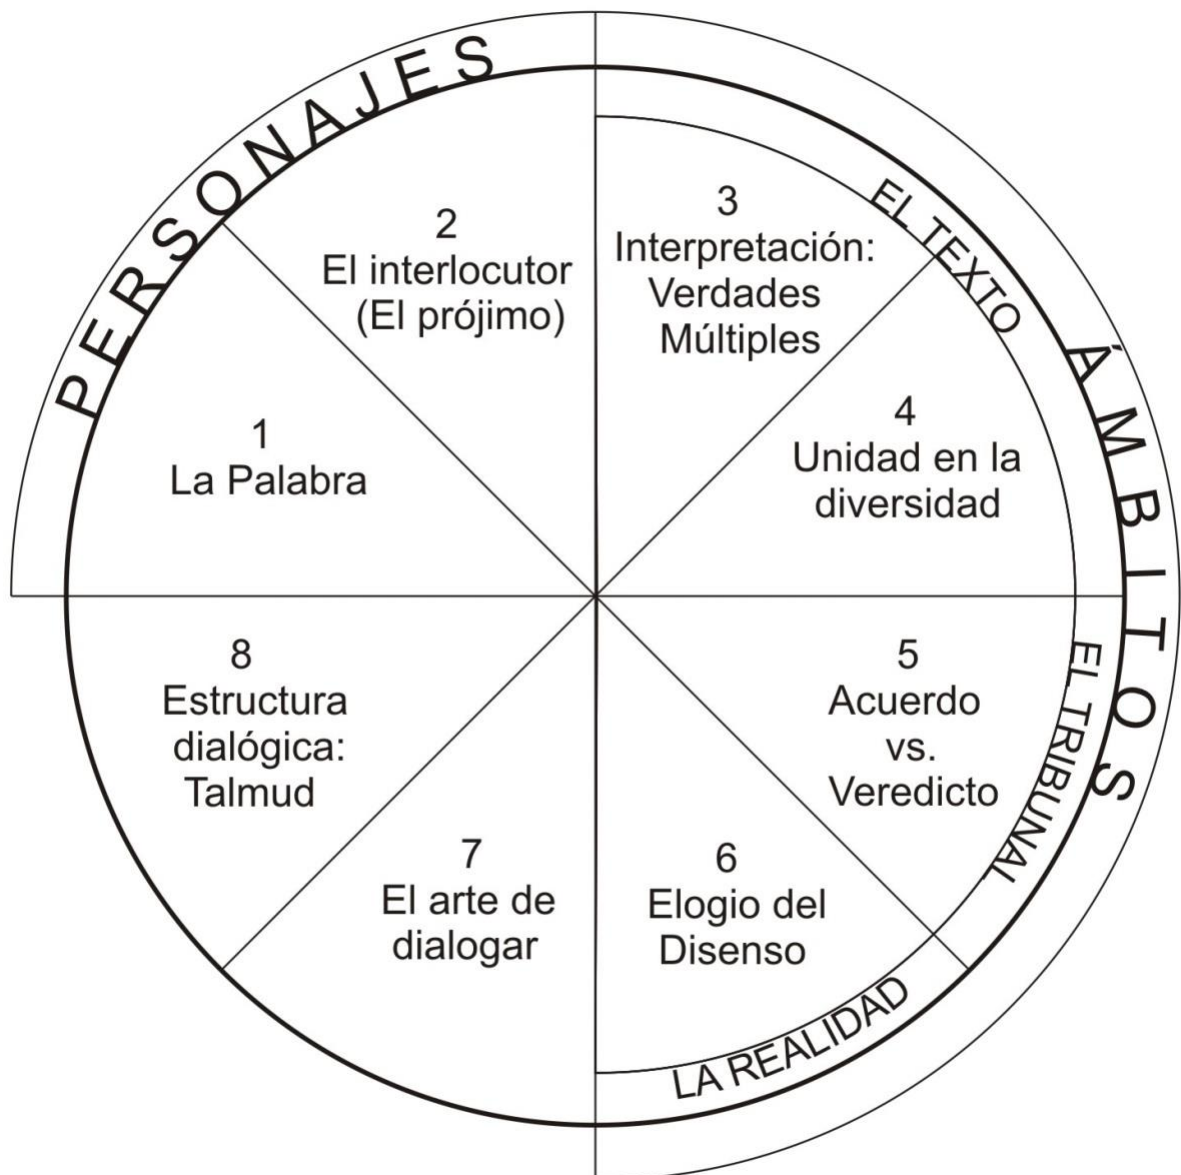 PERSONAJES
1
La Palabra
2
El interlocutor
(El prójimo)
ÁMBITOS
EL TEXTO
3
Interpretación:
Verdades
Múltiples
4
Unidad en la
diversidad
EL TRIBUNAL
5
Acuerdo
vs.
Veredicto
LA REALIDAD
6
Elogio del
Disenso
7
El arte de
dialogar
8
Estructura
dialógica:
Talmud